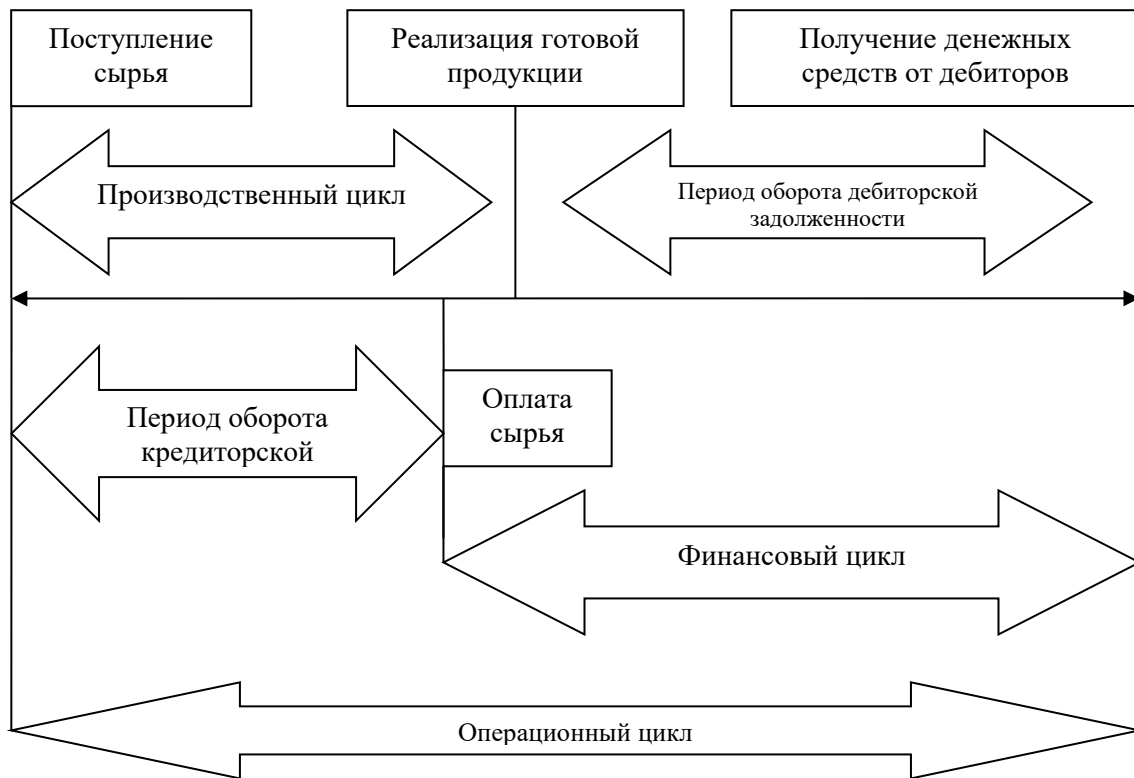 Поступление
сырья
Реализация готовой
продукции
Получение денежных
средств от дебиторов
Производственный цикл
Период оборота дебиторской
задолженности
Период оборота
кредиторской
Оплата
сырья
Финансовый цикл
Операционный цикл